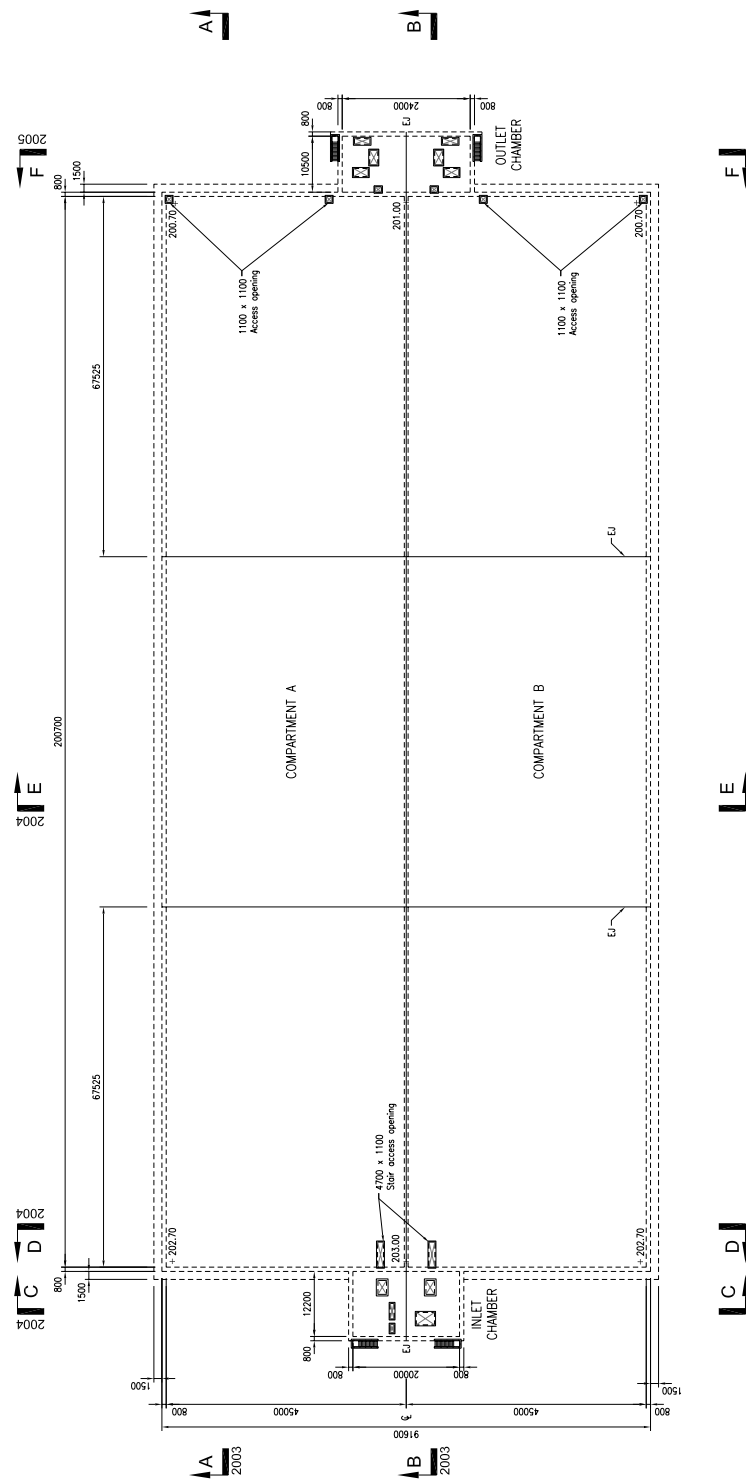 A
B
F
2005
F
800
24000
800
EJ
800
10500
OUTLET
CHAMBER
1500
800
200.70
201.00
200.70
1100 x 1100
Access opening
1100 x 1100
Access opening
67525
EJ
200700
COMPARTMENT A
COMPARTMENT B
E
2004
E
67525
EJ
4700 x 1100
Stair access opening
202.70
203.00
202.70
D
2004
D
C
2004
C
800
1500
12200
800
INLET
CHAMBER
EJ
800
20000
800
1500
1500
800
45000
℄
45000
800
91600
A
2003
B
2003